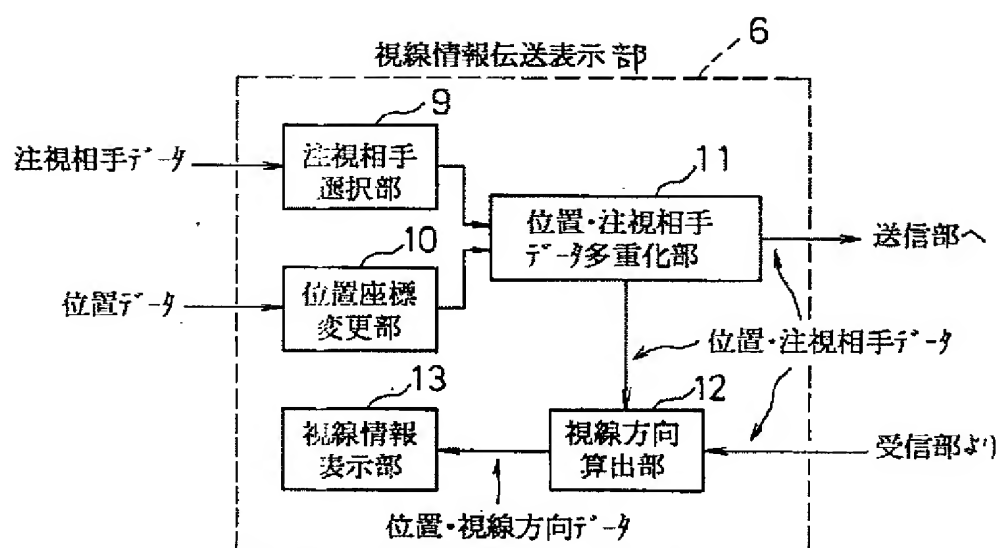 6
視線情報伝送表示部
9
注視相手データ
注視相手
選択部
11
位置・注視相手
データ多重化部
送信部へ
10
位置データ
位置座標
変更部
位置・注視相手データ
13
視線情報
表示部
12
視線方向
算出部
受信部より
位置・視線方向データ